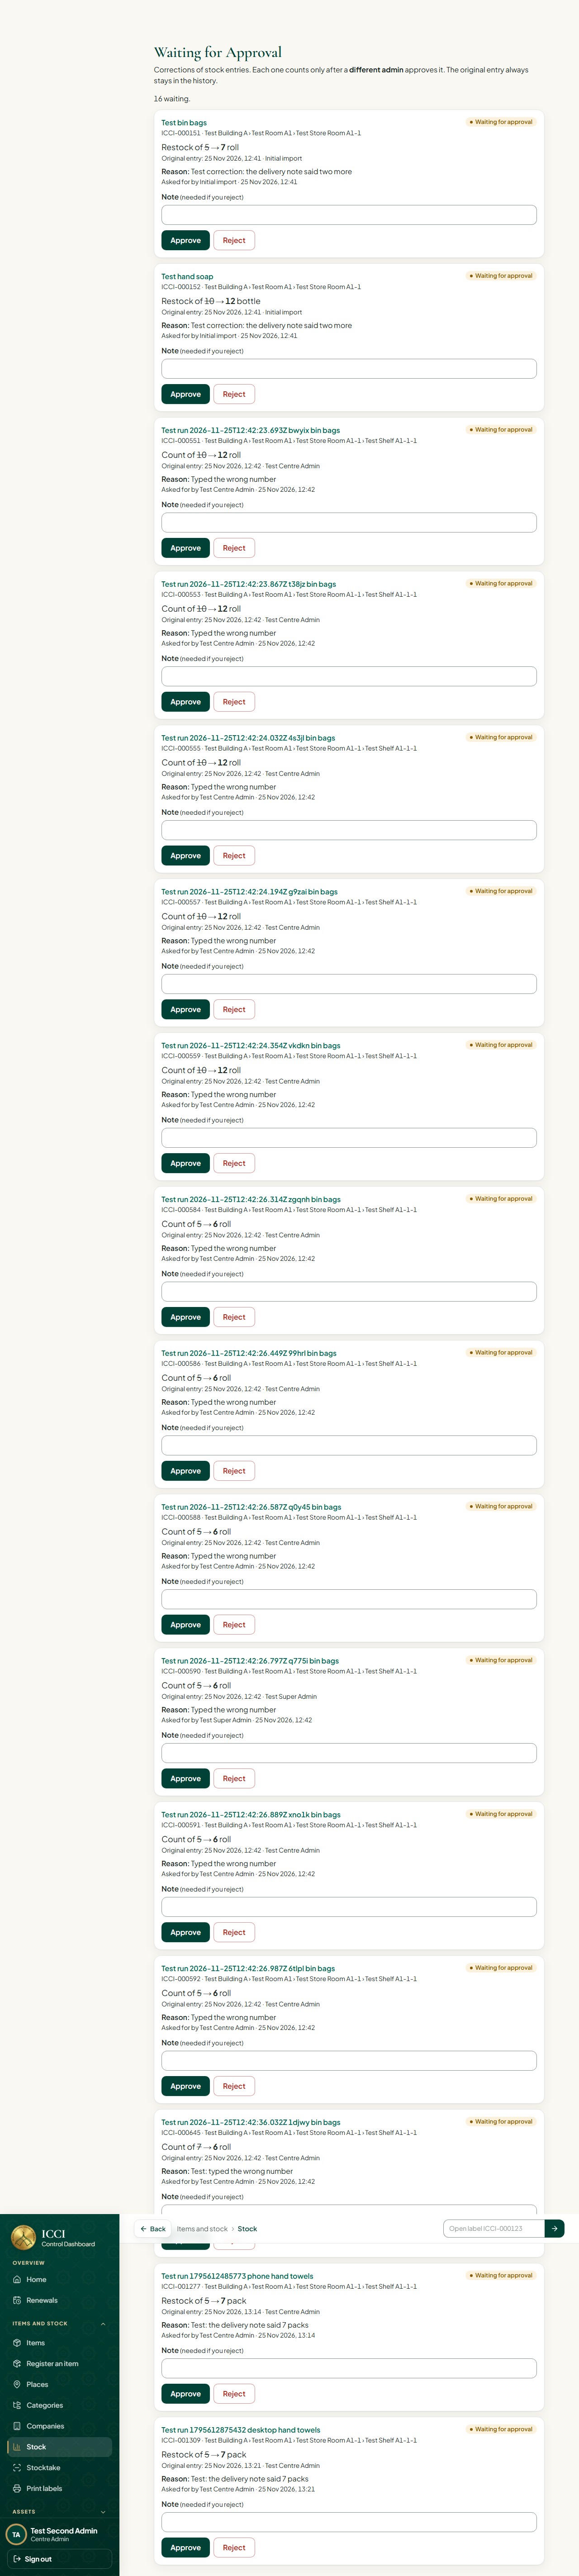 Waiting for Approval
Corrections of stock entries. Each one counts only after a different admin approves it. The original entry always
stays in the history.
16 waiting.
Test bin bags
Waiting for approval
ICCI-000151 · Test Building A › Test Room A1 › Test Store Room A1-1
Restock of 5 → 7 roll
Original entry: 25 Nov 2026, 12:41 · Initial import
Reason: Test correction: the delivery note said two more
Asked for by Initial import · 25 Nov 2026, 12:41
Note (needed if you reject)
Approve
Reject
Test hand soap
Waiting for approval
ICCI-000152 · Test Building A › Test Room A1 › Test Store Room A1-1
Restock of 10 → 12 bottle
Original entry: 25 Nov 2026, 12:41 · Initial import
Reason: Test correction: the delivery note said two more
Asked for by Initial import · 25 Nov 2026, 12:41
Note (needed if you reject)
Approve
Reject
Test run 2026-11-25T12:42:23.693Z bwyix bin bags
Waiting for approval
ICCI-000551 · Test Building A › Test Room A1 › Test Store Room A1-1 › Test Shelf A1-1-1
Count of 10 → 12 roll
Original entry: 25 Nov 2026, 12:42 · Test Centre Admin
Reason: Typed the wrong number
Asked for by Test Centre Admin · 25 Nov 2026, 12:42
Note (needed if you reject)
Approve
Reject
Test run 2026-11-25T12:42:23.867Z t38jz bin bags
Waiting for approval
ICCI-000553 · Test Building A › Test Room A1 › Test Store Room A1-1 › Test Shelf A1-1-1
Count of 10 → 12 roll
Original entry: 25 Nov 2026, 12:42 · Test Centre Admin
Reason: Typed the wrong number
Asked for by Test Centre Admin · 25 Nov 2026, 12:42
Note (needed if you reject)
Approve
Reject
Test run 2026-11-25T12:42:24.032Z 4s3jl bin bags
Waiting for approval
ICCI-000555 · Test Building A › Test Room A1 › Test Store Room A1-1 › Test Shelf A1-1-1
Count of 10 → 12 roll
Original entry: 25 Nov 2026, 12:42 · Test Centre Admin
Reason: Typed the wrong number
Asked for by Test Centre Admin · 25 Nov 2026, 12:42
Note (needed if you reject)
Approve
Reject
Test run 2026-11-25T12:42:24.194Z g9zai bin bags
Waiting for approval
ICCI-000557 · Test Building A › Test Room A1 › Test Store Room A1-1 › Test Shelf A1-1-1
Count of 10 → 12 roll
Original entry: 25 Nov 2026, 12:42 · Test Centre Admin
Reason: Typed the wrong number
Asked for by Test Centre Admin · 25 Nov 2026, 12:42
Note (needed if you reject)
Approve
Reject
Test run 2026-11-25T12:42:24.354Z vkdkn bin bags
Waiting for approval
ICCI-000559 · Test Building A › Test Room A1 › Test Store Room A1-1 › Test Shelf A1-1-1
Count of 10 → 12 roll
Original entry: 25 Nov 2026, 12:42 · Test Centre Admin
Reason: Typed the wrong number
Asked for by Test Centre Admin · 25 Nov 2026, 12:42
Note (needed if you reject)
Approve
Reject
Test run 2026-11-25T12:42:26.314Z zgqnh bin bags
Waiting for approval
ICCI-000584 · Test Building A › Test Room A1 › Test Store Room A1-1 › Test Shelf A1-1-1
Count of 5 → 6 roll
Original entry: 25 Nov 2026, 12:42 · Test Centre Admin
Reason: Typed the wrong number
Asked for by Test Centre Admin · 25 Nov 2026, 12:42
Note (needed if you reject)
Approve
Reject
Test run 2026-11-25T12:42:26.449Z 99hrl bin bags
Waiting for approval
ICCI-000586 · Test Building A › Test Room A1 › Test Store Room A1-1 › Test Shelf A1-1-1
Count of 5 → 6 roll
Original entry: 25 Nov 2026, 12:42 · Test Centre Admin
Reason: Typed the wrong number
Asked for by Test Centre Admin · 25 Nov 2026, 12:42
Note (needed if you reject)
Approve
Reject
Test run 2026-11-25T12:42:26.587Z q0y45 bin bags
Waiting for approval
ICCI-000588 · Test Building A › Test Room A1 › Test Store Room A1-1 › Test Shelf A1-1-1
Count of 5 → 6 roll
Original entry: 25 Nov 2026, 12:42 · Test Centre Admin
Reason: Typed the wrong number
Asked for by Test Centre Admin · 25 Nov 2026, 12:42
Note (needed if you reject)
Approve
Reject
Test run 2026-11-25T12:42:26.797Z q775i bin bags
Waiting for approval
ICCI-000590 · Test Building A › Test Room A1 › Test Store Room A1-1 › Test Shelf A1-1-1
Count of 5 → 6 roll
Original entry: 25 Nov 2026, 12:42 · Test Super Admin
Reason: Typed the wrong number
Asked for by Test Super Admin · 25 Nov 2026, 12:42
Note (needed if you reject)
Approve
Reject
Test run 2026-11-25T12:42:26.889Z xno1k bin bags
Waiting for approval
ICCI-000591 · Test Building A › Test Room A1 › Test Store Room A1-1 › Test Shelf A1-1-1
Count of 5 → 6 roll
Original entry: 25 Nov 2026, 12:42 · Test Centre Admin
Reason: Typed the wrong number
Asked for by Test Centre Admin · 25 Nov 2026, 12:42
Note (needed if you reject)
Approve
Reject
Test run 2026-11-25T12:42:26.987Z 6tlpl bin bags
Waiting for approval
ICCI-000592 · Test Building A › Test Room A1 › Test Store Room A1-1 › Test Shelf A1-1-1
Count of 5 → 6 roll
Original entry: 25 Nov 2026, 12:42 · Test Centre Admin
Reason: Typed the wrong number
Asked for by Test Centre Admin · 25 Nov 2026, 12:42
Note (needed if you reject)
Approve
Reject
Test run 2026-11-25T12:42:36.032Z 1djwy bin bags
Waiting for approval
ICCI-000645 · Test Building A › Test Room A1 › Test Store Room A1-1 › Test Shelf A1-1-1
Count of 7 → 6 roll
Original entry: 25 Nov 2026, 12:42 · Test Centre Admin
Reason: Test: typed the wrong number
Asked for by Test Centre Admin · 25 Nov 2026, 12:42
Note (needed if you reject)
Back
Items and stock › Stock
Open label ICCI-000123
Test run 1795612485773 phone hand towels
Waiting for approval
ICCI-001277 · Test Building A › Test Room A1 › Test Store Room A1-1
Restock of 5 → 7 pack
Original entry: 25 Nov 2026, 13:14 · Test Centre Admin
Reason: Test: the delivery note said 7 packs
Asked for by Test Centre Admin · 25 Nov 2026, 13:14
Note (needed if you reject)
Approve
Reject
Test run 1795612875432 desktop hand towels
Waiting for approval
ICCI-001309 · Test Building A › Test Room A1 › Test Store Room A1-1
Restock of 5 → 7 pack
Original entry: 25 Nov 2026, 13:21 · Test Centre Admin
Reason: Test: the delivery note said 7 packs
Asked for by Test Centre Admin · 25 Nov 2026, 13:21
Note (needed if you reject)
Approve
Reject
ICCI
Control Dashboard
OVERVIEW
Home
Renewals
ITEMS AND STOCK
Items
Register an item
Places
Categories
Companies
Stock
Stocktake
Print labels
ASSETS
TA
Test Second Admin
Centre Admin
Sign out